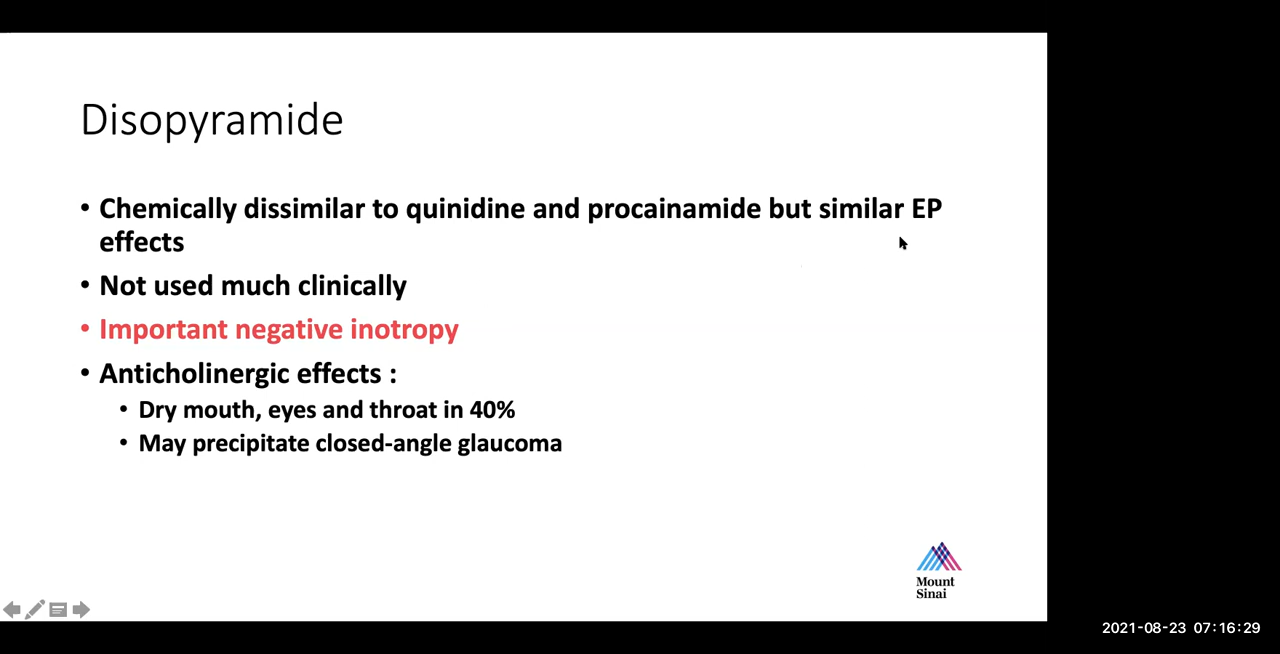 Disopyramide
• Chemically dissimilar to quinidine and procainamide but similar EP
effects
• Not used much clinically
• Important negative inotropy
• Anticholinergic effects :
• Dry mouth, eyes and throat in 40%
• May precipitate closed-angle glaucoma
Mount
Sinai
2021-08-23 07:16:29